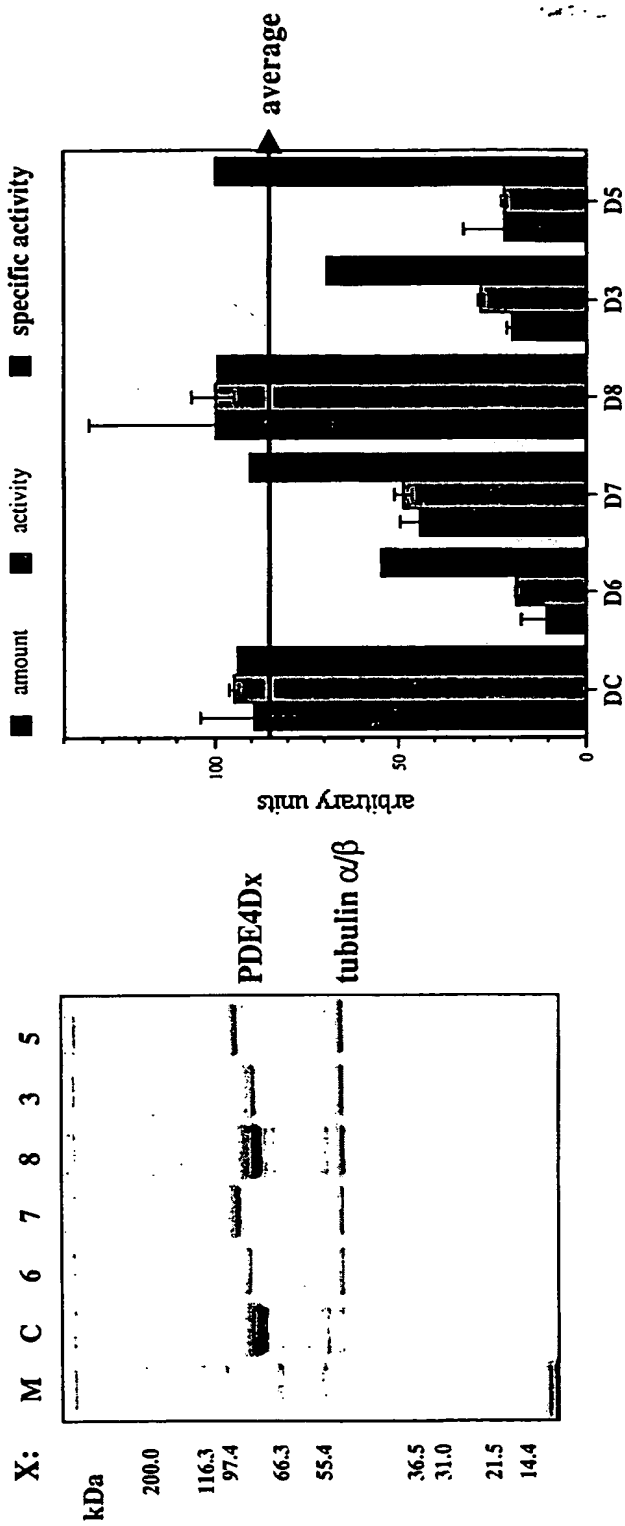 X: M C 6 7 8 3 5
kDa
200.0
116.3
97.4
66.3
55.4
36.5
31.0
21.5
14.4
PDE4Dx
tubulin α/β
amount activity specific activity
arbitrary units
100
50
0
average
DC D6 D7 D8 D3 D5